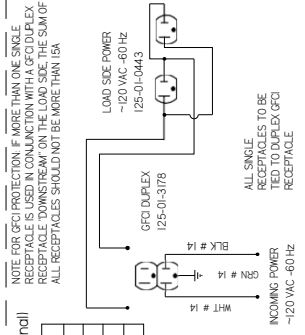 NOTE: FOR GFCI PROTECTION: IF MORE THAN ONE SINGLE
RECEPTACLE IS USED IN CONJUNCTION WITH A GFCI DUPLEX
RECEPTACLE "DOWNSTREAM" ON THE LOAD SIDE, THE SUM OF
ALL RECEPTACLES SHOULD NOT BE MORE THAN 15A
LOAD SIDE POWER
~120 VAC ~60 Hz
125-01-0443
GFCI DUPLEX
125-01-3178
ALL SINGLE
RECEPTACLES TO BE
TIED TO DUPLEX GFCI
RECEPTACLE
BLK # 14
GRN # 14
WHT # 14
INCOMING POWER
~120 VAC ~60 Hz